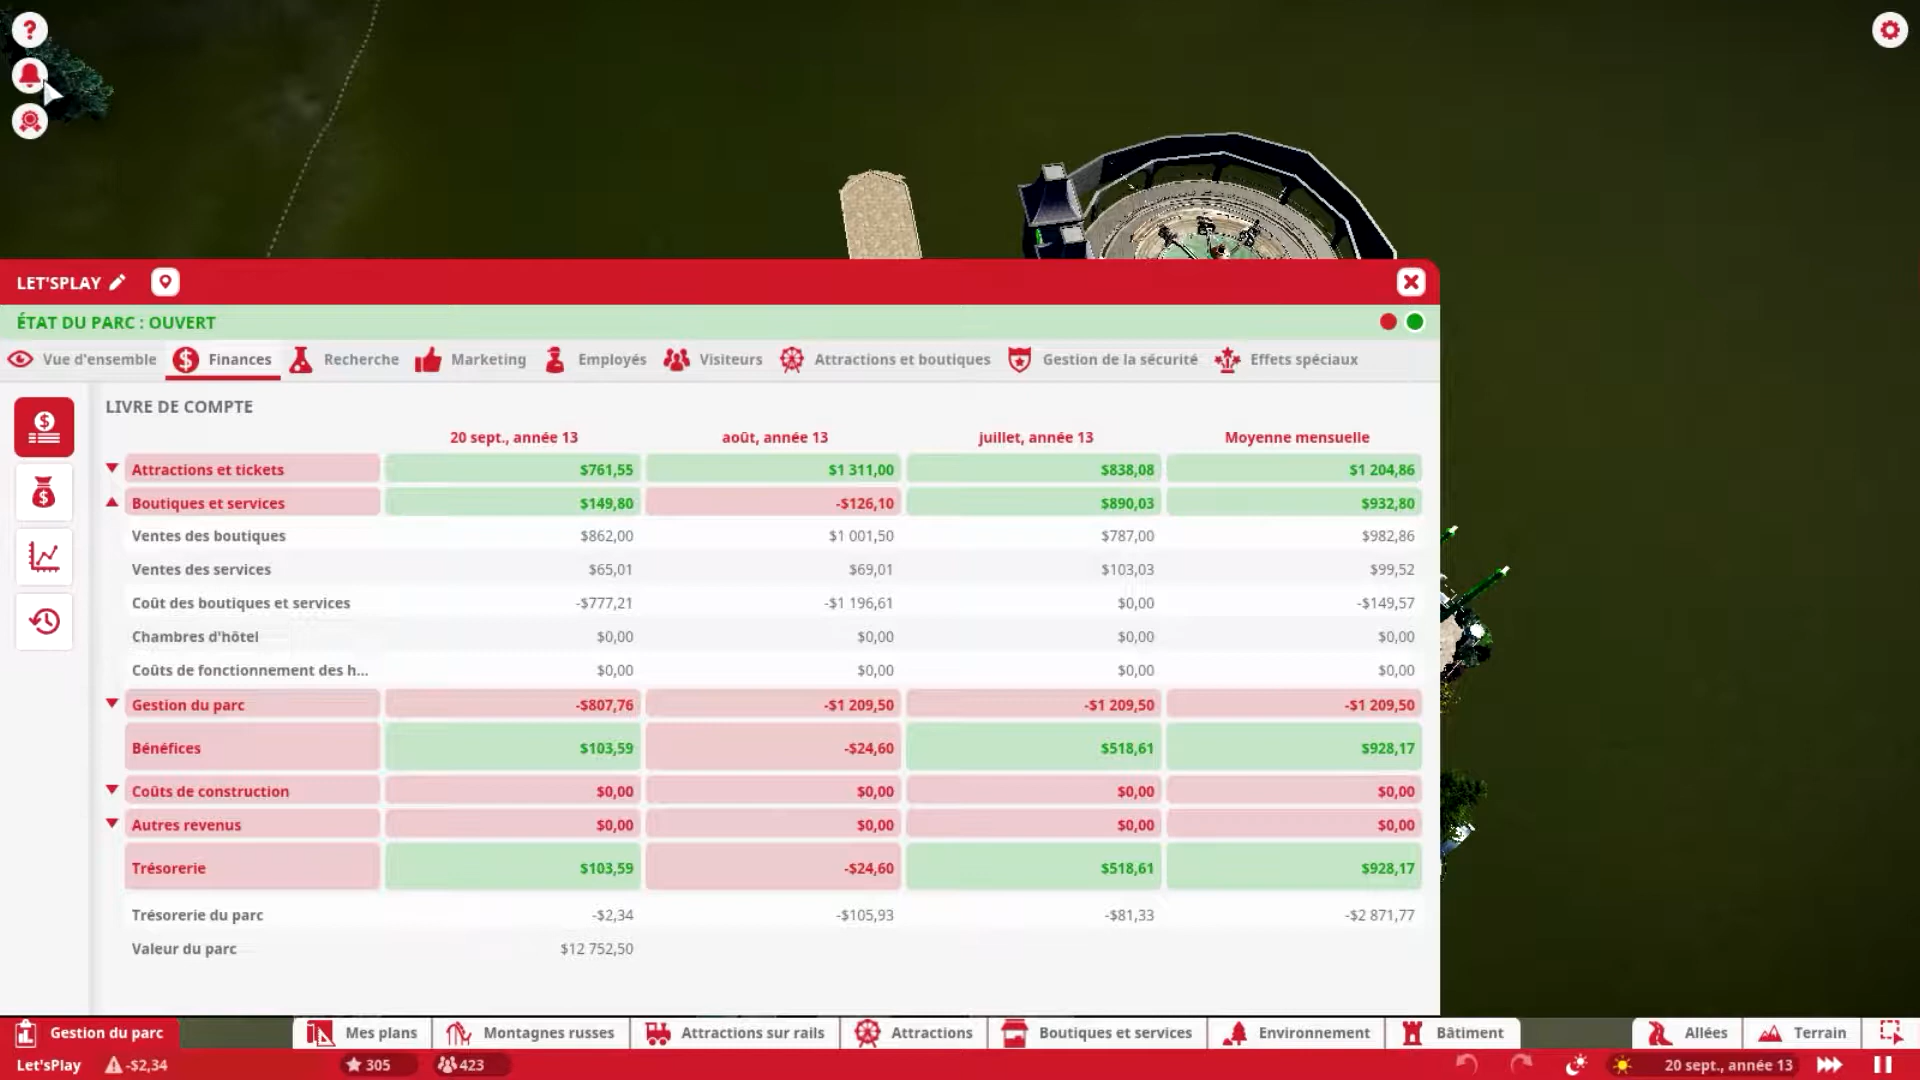 ?
LET'SPLAY
ÉTAT DU PARC : OUVERT
Vue d'ensemble Finances Recherche Marketing Employés Visiteurs Attractions et boutiques Gestion de la sécurité Effets spéciaux
LIVRE DE COMPTE
20 sept., année 13 août, année 13 juillet, année 13 Moyenne mensuelle
Attractions et tickets $761,55 $1 311,00 $838,08 $1 204,86
Boutiques et services $149,80 -$126,10 $890,03 $932,80
Ventes des boutiques $862,00 $1 001,50 $787,00 $982,86
Ventes des services $65,01 $69,01 $103,03 $99,52
Coût des boutiques et services -$777,21 -$1 196,61 $0,00 -$149,57
Chambres d'hôtel $0,00 $0,00 $0,00 $0,00
Coûts de fonctionnement des h... $0,00 $0,00 $0,00 $0,00
Gestion du parc -$807,76 -$1 209,50 -$1 209,50 -$1 209,50
Bénéfices $103,59 -$24,60 $518,61 $928,17
Coûts de construction $0,00 $0,00 $0,00 $0,00
Autres revenus $0,00 $0,00 $0,00 $0,00
Trésorerie $103,59 -$24,60 $518,61 $928,17
Trésorerie du parc -$2,34 -$105,93 -$81,33 -$2 871,77
Valeur du parc $12 752,50
Gestion du parc Mes plans Montagnes russes Attractions sur rails Attractions Boutiques et services Environnement Bâtiment Allées Terrain
Let'sPlay -$2,34 305 423 20 sept., année 13